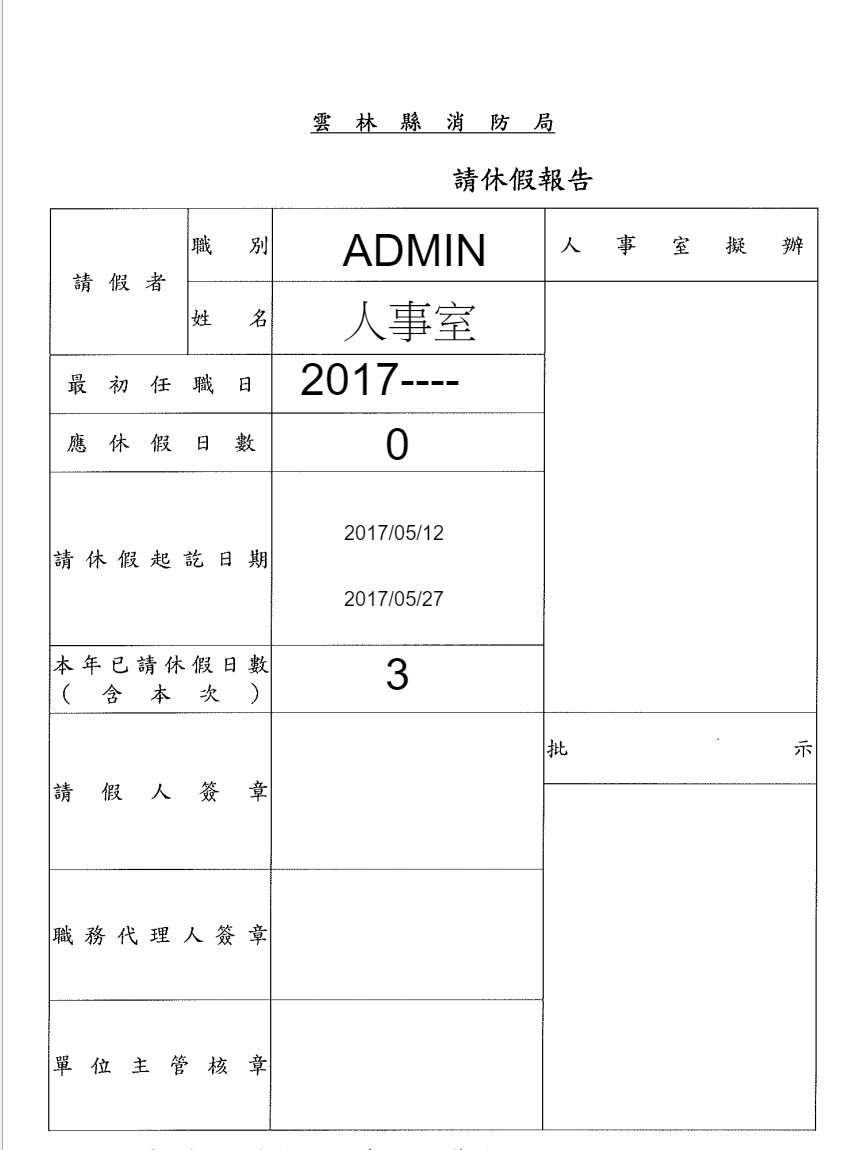 雲林縣消防局
請休假報告
請假者
職別
ADMIN
人事室擬辦
姓名
人事室
最初任職日
2017----
應休假日數
0
請休假起訖日期
2017/05/12
2017/05/27
本年已請休假日數
（含本次）
3
請假人簽章
批示
職務代理人簽章
單位主管核章